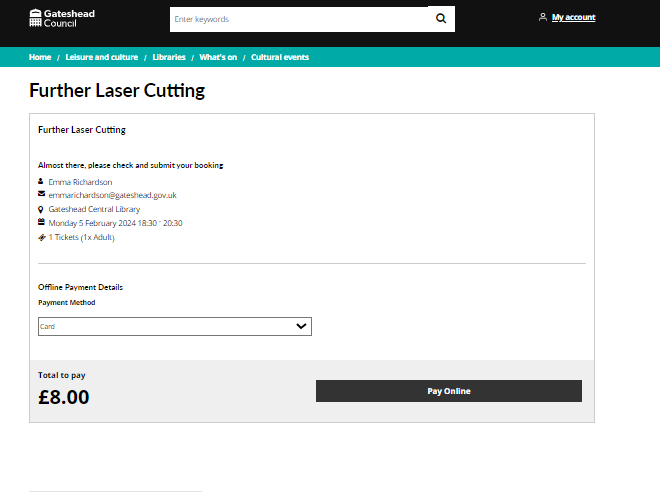 Gateshead
Council
Enter keywords
My account
Home / Leisure and culture / Libraries / What's on / Cultural events
Further Laser Cutting
Further Laser Cutting
Almost there, please check and submit your booking
Emma Richardson
emmarichardson@gateshead.gov.uk
Gateshead Central Library
Monday 5 February 2024 18:30 - 20:30
1 Tickets (1x Adult)
Offline Payment Details
Payment Method
Card
Total to pay
£8.00
Pay Online